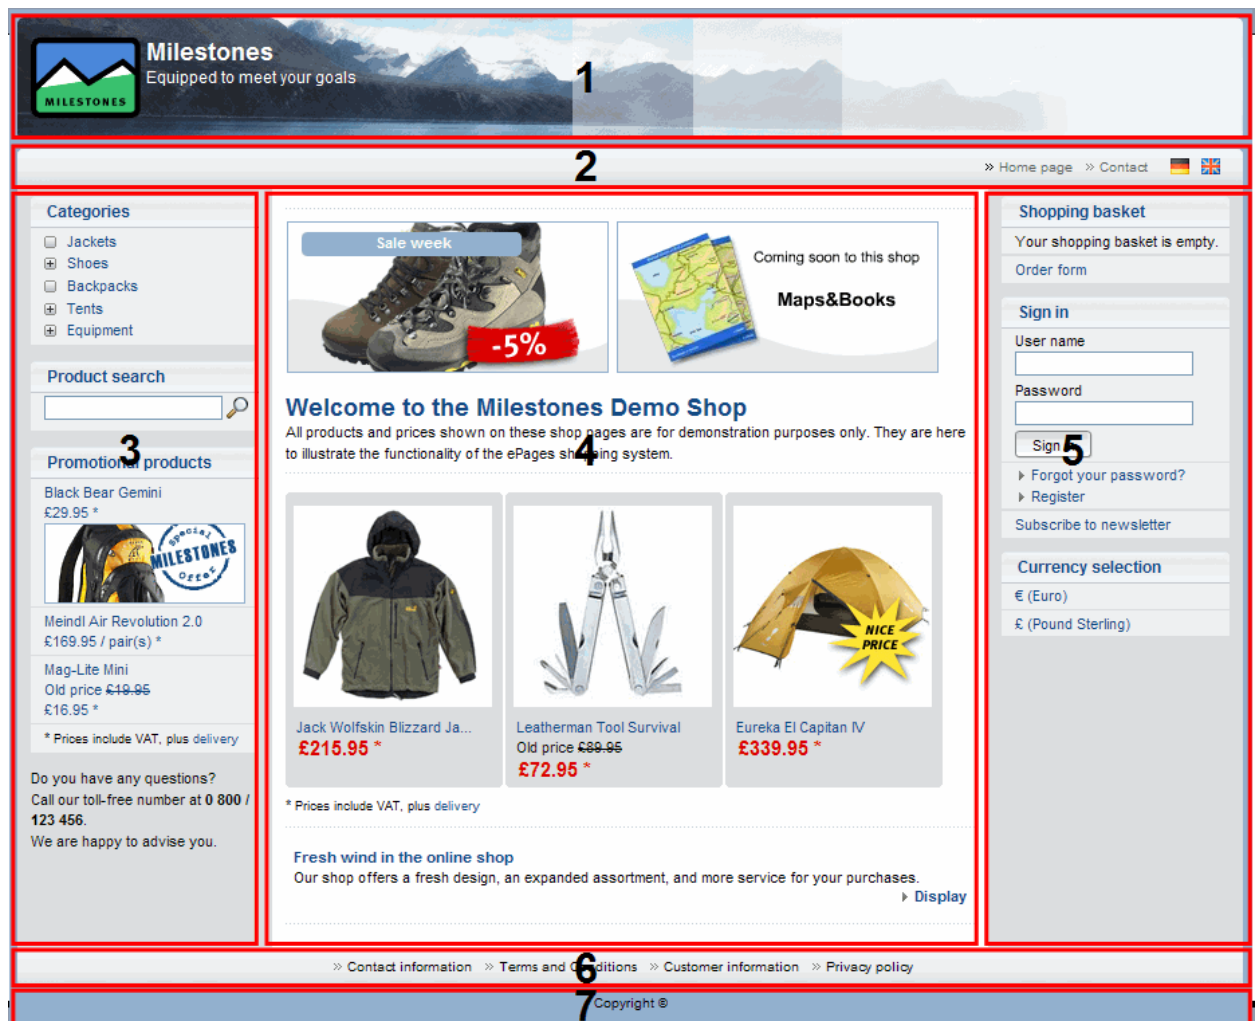 Milestones
Equipped to meet your goals
MILESTONES
1
2
» Home page » Contact
Categories
Jackets
Shoes
Backpacks
Tents
Equipment
Product search
3
Promotional products
Black Bear Gemini
£29.95 *
Special
MILESTONES
Offer
Meindl Air Revolution 2.0
£169.95 / pair(s) *
Mag-Lite Mini
Old price £19.95
£16.95 *
* Prices include VAT, plus delivery
Do you have any questions?
Call our toll-free number at 0 800 /
123 456.
We are happy to advise you.
Sale week
-5%
Coming soon to this shop
Maps&Books
Welcome to the Milestones Demo Shop
All products and prices shown on these shop pages are for demonstration purposes only. They are here
to illustrate the functionality of the ePages shopping system.
4
NICE
PRICE
Jack Wolfskin Blizzard Ja...
£215.95 *
Leatherman Tool Survival
Old price £89.95
£72.95 *
Eureka El Capitan IV
£339.95 *
* Prices include VAT, plus delivery
Fresh wind in the online shop
Our shop offers a fresh design, an expanded assortment, and more service for your purchases.
Display
Shopping basket
Your shopping basket is empty.
Order form
Sign in
User name
Password
Sign in
5
Forgot your password?
Register
Subscribe to newsletter
Currency selection
€ (Euro)
£ (Pound Sterling)
» Contact information » Terms and Conditions » Customer information » Privacy policy
6
7
Copyright ©